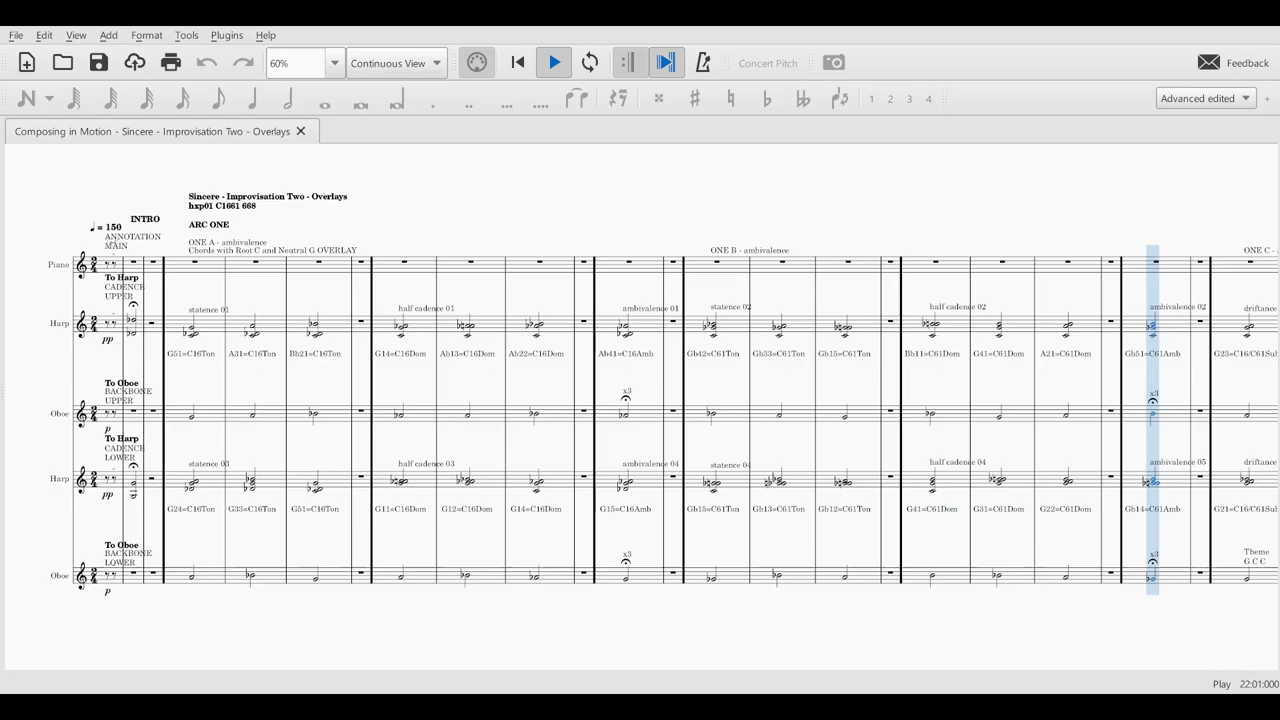 File Edit View Add Format Tools Plugins Help
60% Continuous View Concert Pitch Feedback
1 2 3 4 Advanced edited
Composing in Motion - Sincere - Improvisation Two - Overlays
Sincere - Improvisation Two - Overlays
hxp01 C1661 668
INTRO
ARC ONE
= 150
ANNOTATION
MAIN
ONE A - ambivalence
Chords with Root C and Neutral G OVERLAY
ONE B - ambivalence
ONE C -
Piano
To Harp
CADENCE
UPPER
statence 01 half cadence 01 ambivalence 01 statence 02 half cadence 02 ambivalence 02 driftance
Harp
pp
G51=C16Ton A31=C16Ton Bb21=C16Ton G14=C16Dom Ab13=C16Dom Ab22=C16Dom Ab41=C16Amb Gb42=C61Ton Gb33=C61Ton Gb15=C61Ton Bb11=C61Dom G41=C61Dom A21=C61Dom Gb51=C61Amb G23=C16/C61Sub
To Oboe
BACKBONE
UPPER
x3 x3
Oboe
p
To Harp
CADENCE
LOWER
statence 03 half cadence 03 ambivalence 04 statence 04 half cadence 04 ambivalence 05 driftance
Harp
pp
G24=C16Ton G33=C16Ton G51=C16Ton G11=C16Dom G12=C16Dom G14=C16Dom G15=C16Amb Gb15=C61Ton Gb13=C61Ton Gb12=C61Ton G41=C61Dom G31=C61Dom G22=C61Dom Gb14=C61Amb G21=C16/C61Sub
To Oboe
BACKBONE
LOWER
x3 x3 Theme
G C C
Oboe
p
Play 22:01:000